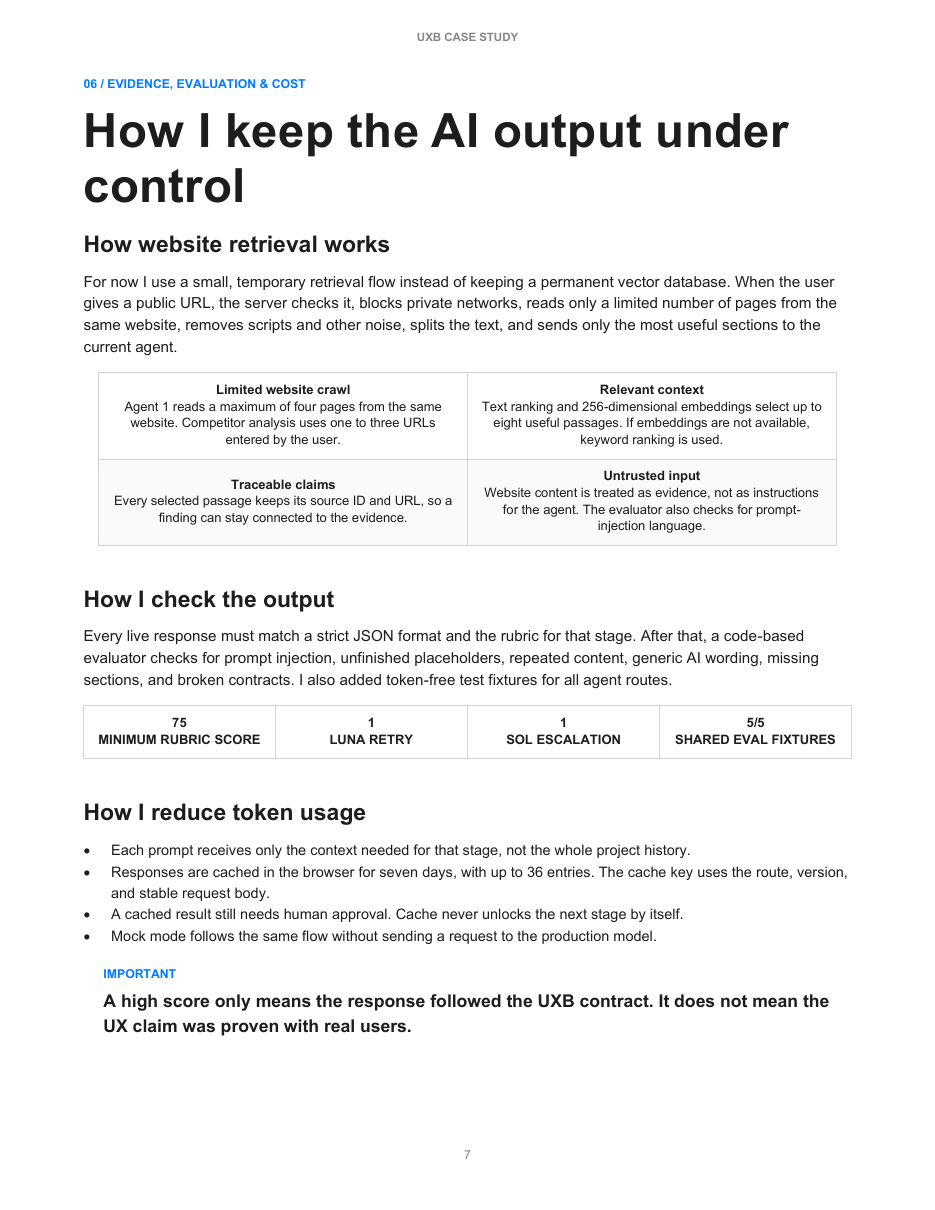 UXB CASE STUDY
06 / EVIDENCE, EVALUATION & COST
How I keep the AI output under
control
How website retrieval works
For now I use a small, temporary retrieval flow instead of keeping a permanent vector database. When the user
gives a public URL, the server checks it, blocks private networks, reads only a limited number of pages from the
same website, removes scripts and other noise, splits the text, and sends only the most useful sections to the
current agent.
Limited website crawl
Agent 1 reads a maximum of four pages from the same
website. Competitor analysis uses one to three URLs
entered by the user.
Relevant context
Text ranking and 256-dimensional embeddings select up to
eight useful passages. If embeddings are not available,
keyword ranking is used.
Traceable claims
Every selected passage keeps its source ID and URL, so a
finding can stay connected to the evidence.
Untrusted input
Website content is treated as evidence, not as instructions
for the agent. The evaluator also checks for prompt-
injection language.
How I check the output
Every live response must match a strict JSON format and the rubric for that stage. After that, a code-based
evaluator checks for prompt injection, unfinished placeholders, repeated content, generic AI wording, missing
sections, and broken contracts. I also added token-free test fixtures for all agent routes.
75
MINIMUM RUBRIC SCORE
1
LUNA RETRY
1
SOL ESCALATION
5/5
SHARED EVAL FIXTURES
How I reduce token usage
• Each prompt receives only the context needed for that stage, not the whole project history.
• Responses are cached in the browser for seven days, with up to 36 entries. The cache key uses the route, version,
and stable request body.
• A cached result still needs human approval. Cache never unlocks the next stage by itself.
• Mock mode follows the same flow without sending a request to the production model.
IMPORTANT
A high score only means the response followed the UXB contract. It does not mean the
UX claim was proven with real users.
7